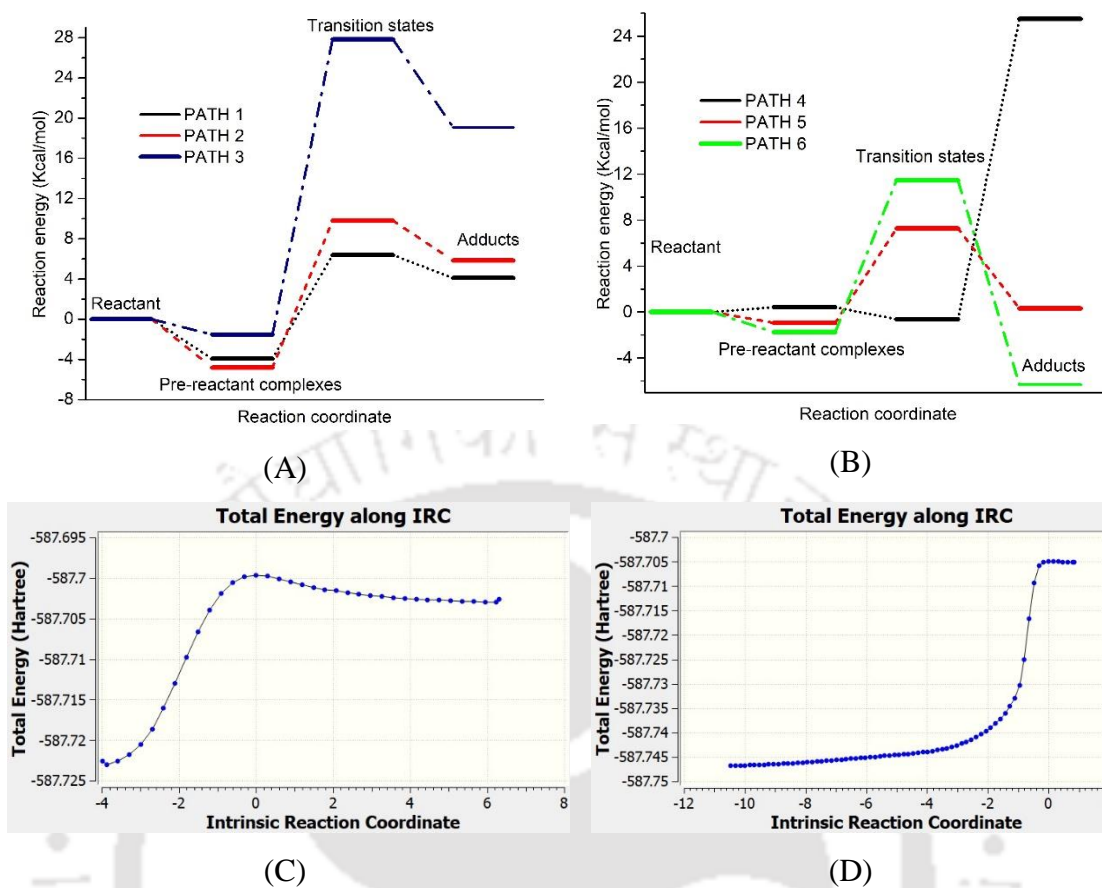 Transition states
28
24
20
16
12
8
4
0
-4
-8
Reaction energy (Kcal/mol)
PATH 1
PATH 2
PATH 3
Adducts
Reactant
Pre-reactant complexes
Reaction coordinate
(A)
24
20
16
12
8
4
0
-4
Reaction energy (Kcal/mol)
PATH 4
PATH 5
PATH 6
Transition states
Reactant
Pre-reactant complexes
Adducts
Reaction coordinate
(B)
Total Energy along IRC
-587.695
-587.7
-587.705
-587.71
-587.715
-587.72
-587.725
Total Energy (Hartree)
-4
-2
0
2
4
6
8
Intrinsic Reaction Coordinate
(C)
Total Energy along IRC
-587.7
-587.705
-587.71
-587.715
-587.72
-587.725
-587.73
-587.735
-587.74
-587.745
-587.75
Total Energy (Hartree)
-12
-10
-8
-6
-4
-2
0
Intrinsic Reaction Coordinate
(D)